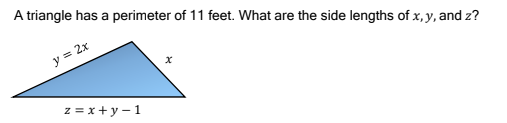 A triangle has a perimeter of 11 feet. What are the side lengths of x, y, and z?
y = 2x
x
z = x + y − 1